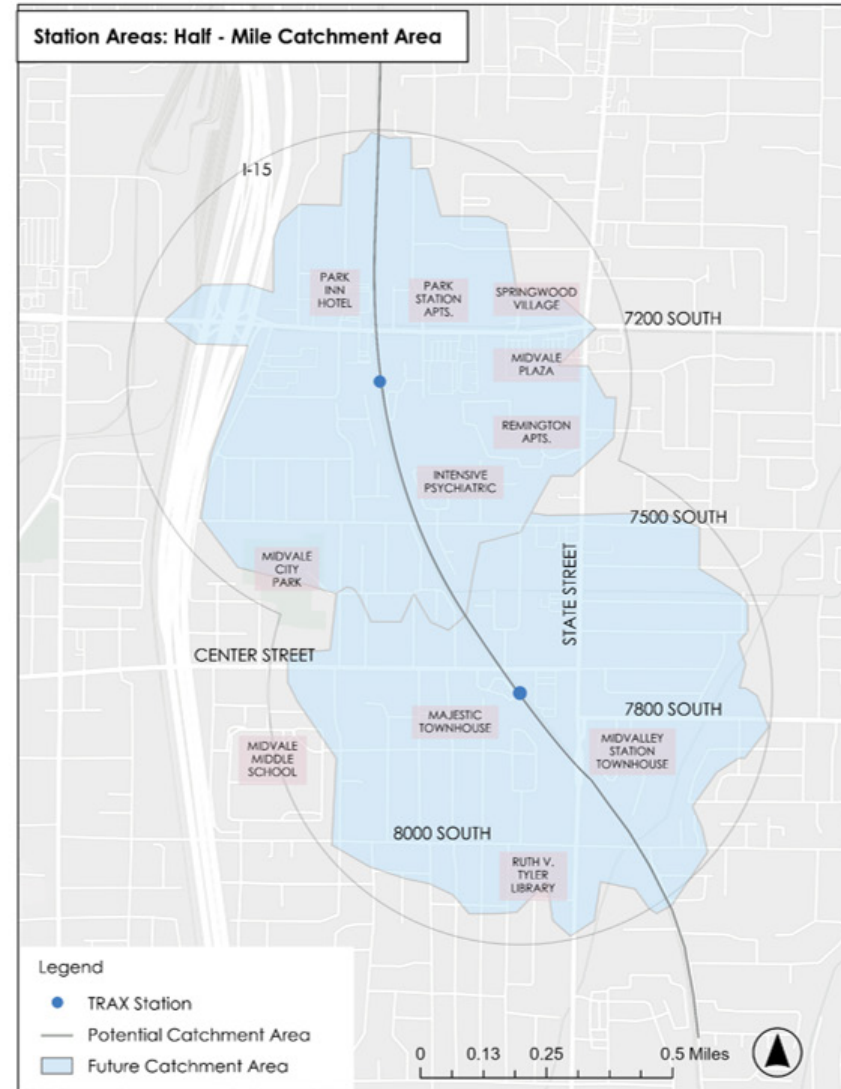 Station Areas: Half - Mile Catchment Area
I-15
PARK
INN
HOTEL
PARK
STATION
APTS.
SPRINGWOOD
VILLAGE
7200 SOUTH
MIDVALE
PLAZA
REMINGTON
APTS.
INTENSIVE
PSYCHIATRIC
7500 SOUTH
MIDVALE
CITY
PARK
STATE STREET
CENTER STREET
MAJESTIC
TOWNHOUSE
7800 SOUTH
MIDVALLEY
STATION
TOWNHOUSE
MIDVALE
MIDDLE
SCHOOL
8000 SOUTH
RUTH V.
TYLER
LIBRARY
Legend
TRAX Station
Potential Catchment Area
Future Catchment Area
0 0.13 0.25 0.5 Miles